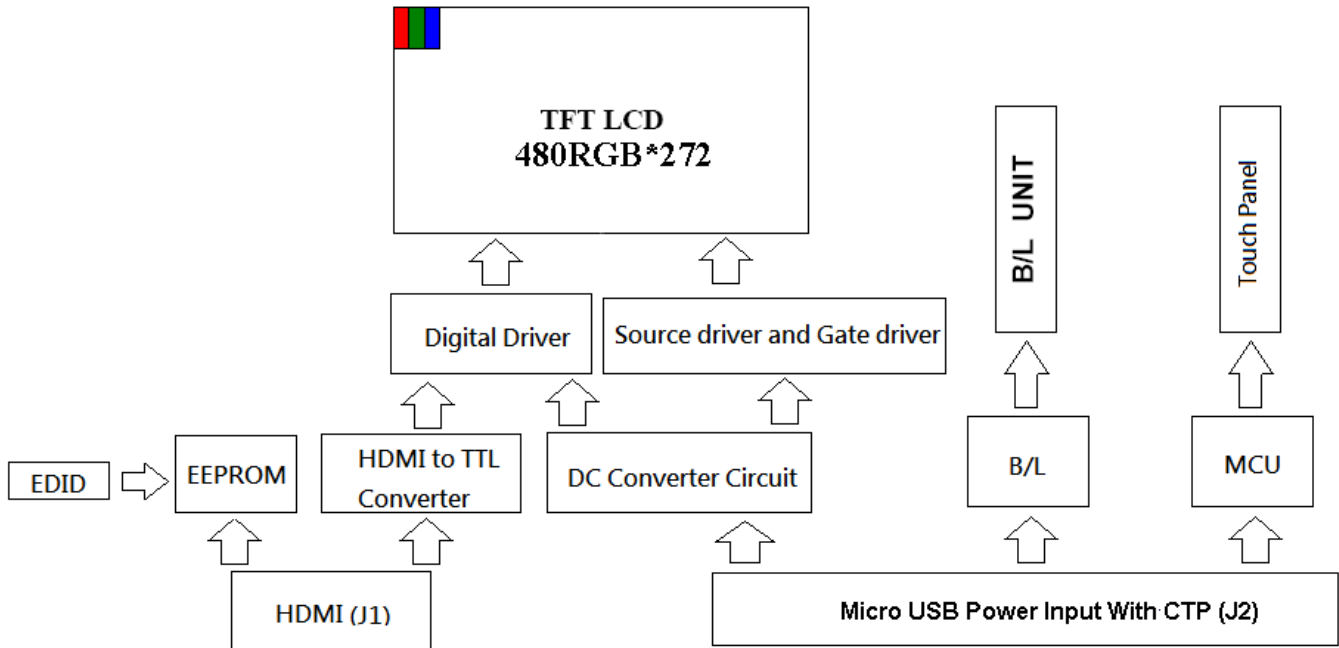 TFT LCD
480RGB*272
B/L UNIT
Touch Panel
Digital Driver
Source driver and Gate driver
EDID
EEPROM
HDMI to TTL
Converter
DC Converter Circuit
B/L
MCU
HDMI (J1)
Micro USB Power Input With CTP (J2)